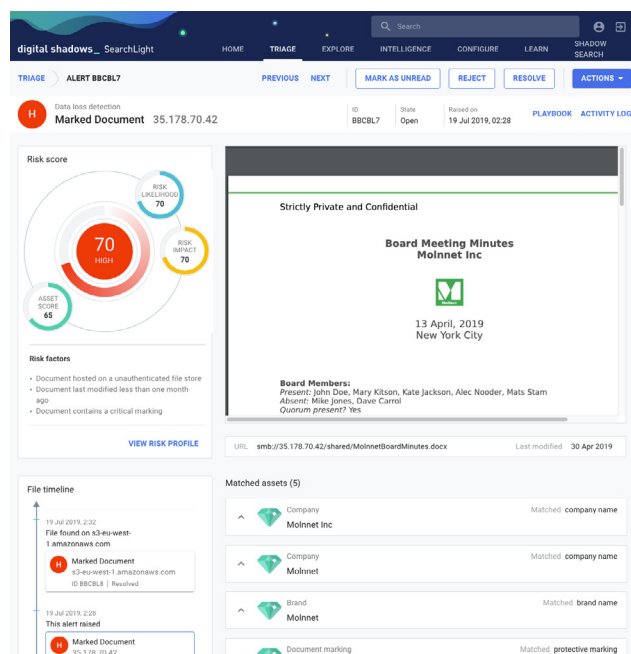 Search
digital shadows_ SearchLight
HOME TRIAGE EXPLORE INTELLIGENCE CONFIGURE LEARN SHADOW SEARCH
TRIAGE ALERT BBCBL7 PREVIOUS NEXT MARK AS UNREAD REJECT RESOLVE ACTIONS
H
Data loss detection
Marked Document 35.178.70.42
ID
BBCBL7
State
Open
Raised on
19 Jul 2019, 02:28
PLAYBOOK ACTIVITY LOG
Risk score
RISK
LIKELIHOOD
70
70
HIGH
RISK
IMPACT
70
ASSET
SCORE
65
Risk factors
• Document hosted on a unauthenticated file store
• Document last modified less than one month
ago
• Document contains a critical marking
VIEW RISK PROFILE
Strictly Private and Confidential
Board Meeting Minutes
Molnnet Inc
Molnnet
13 April, 2019
New York City
Board Members:
Present: John Doe, Mary Kitson, Kate Jackson, Alec Nooder, Mats Stam
Absent: Mike Jones, Dave Carrol
Quorum present? Yes
URL smb://35.178.70.42/shared/MolnnetBoardMinutes.docx Last modified 30 Apr 2019
File timeline
19 Jul 2019, 2:32
File found on s3-eu-west-
1.amazonaws.com
H
Marked Document
s3-eu-west-1.amazonaws.com
ID BBCBL8 | Resolved
19 Jul 2019, 2:28
This alert raised
H
Marked Document
35.178.70.42
Matched assets (5)
Company
Molnnet Inc
Matched company name
Company
Molnnet
Matched company name
Brand
Molnnet
Matched brand name
Document marking
Matched protective marking